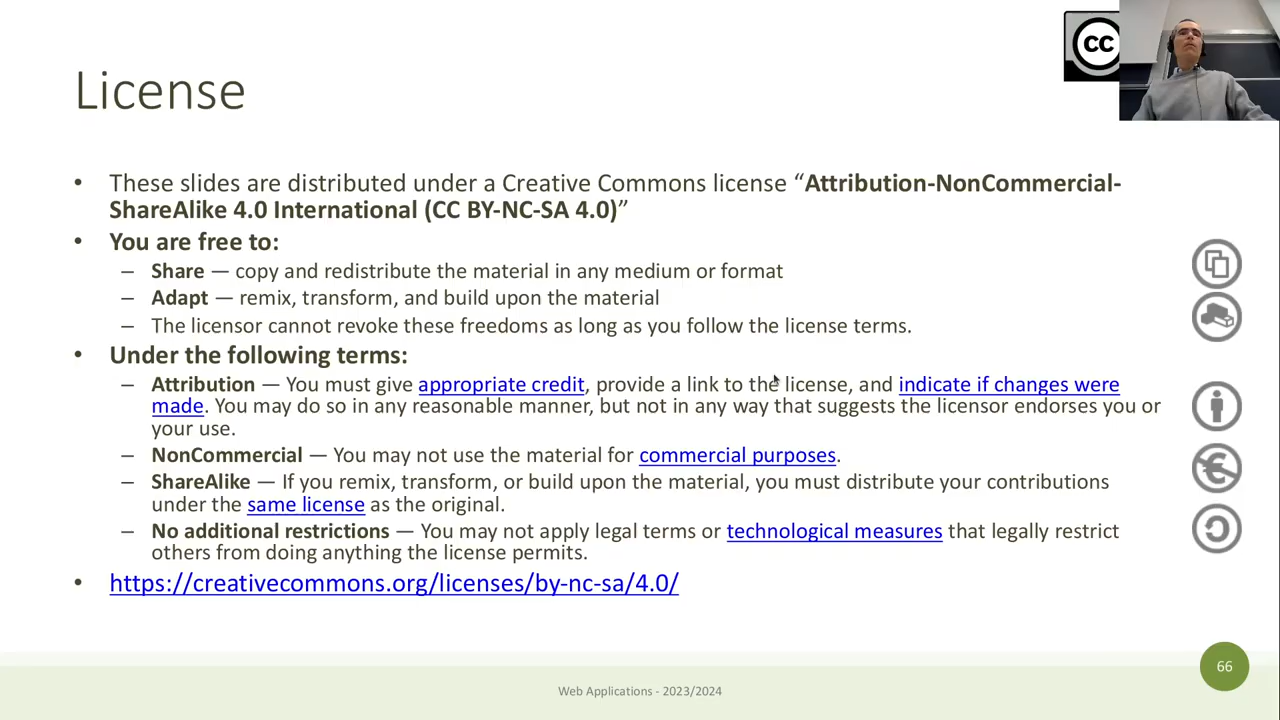 License
cc
• These slides are distributed under a Creative Commons license “Attribution-NonCommercial-
ShareAlike 4.0 International (CC BY-NC-SA 4.0)”
• You are free to:
– Share — copy and redistribute the material in any medium or format
– Adapt — remix, transform, and build upon the material
– The licensor cannot revoke these freedoms as long as you follow the license terms.
• Under the following terms:
– Attribution — You must give appropriate credit, provide a link to the license, and indicate if changes were
made. You may do so in any reasonable manner, but not in any way that suggests the licensor endorses you or
your use.
– NonCommercial — You may not use the material for commercial purposes.
– ShareAlike — If you remix, transform, or build upon the material, you must distribute your contributions
under the same license as the original.
– No additional restrictions — You may not apply legal terms or technological measures that legally restrict
others from doing anything the license permits.
• https://creativecommons.org/licenses/by-nc-sa/4.0/
66
Web Applications - 2023/2024